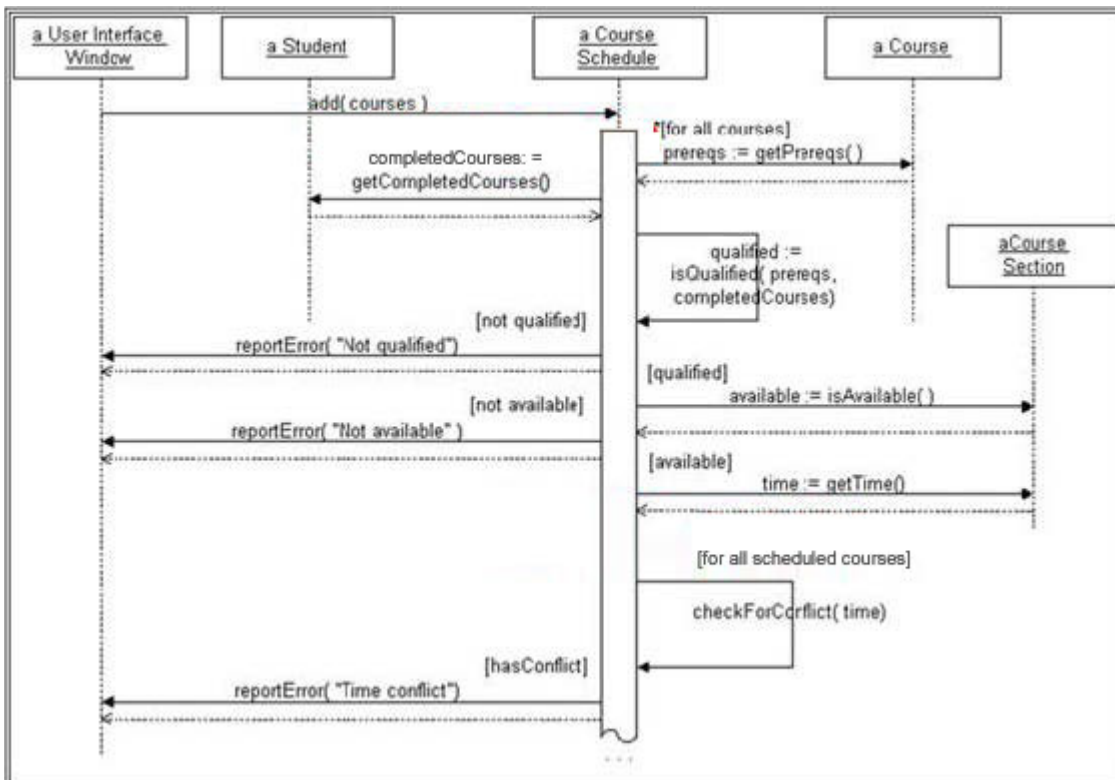 a User Interface
Window
a Student
a Course
Schedule
a Course
add( courses )
*[for all courses]
prereqs := getPrereqs( )
completedCourses: =
getCompletedCourses()
qualified :=
isQualified( prereqs,
completedCourses)
aCourse
Section
[not qualified]
reportError( "Not qualified")
[qualified]
available := isAvailable( )
[not available]
reportError( "Not available" )
[available]
time := getTime()
[for all scheduled courses]
checkForConflict( time)
[hasConflict]
reportError( "Time conflict")
. . .